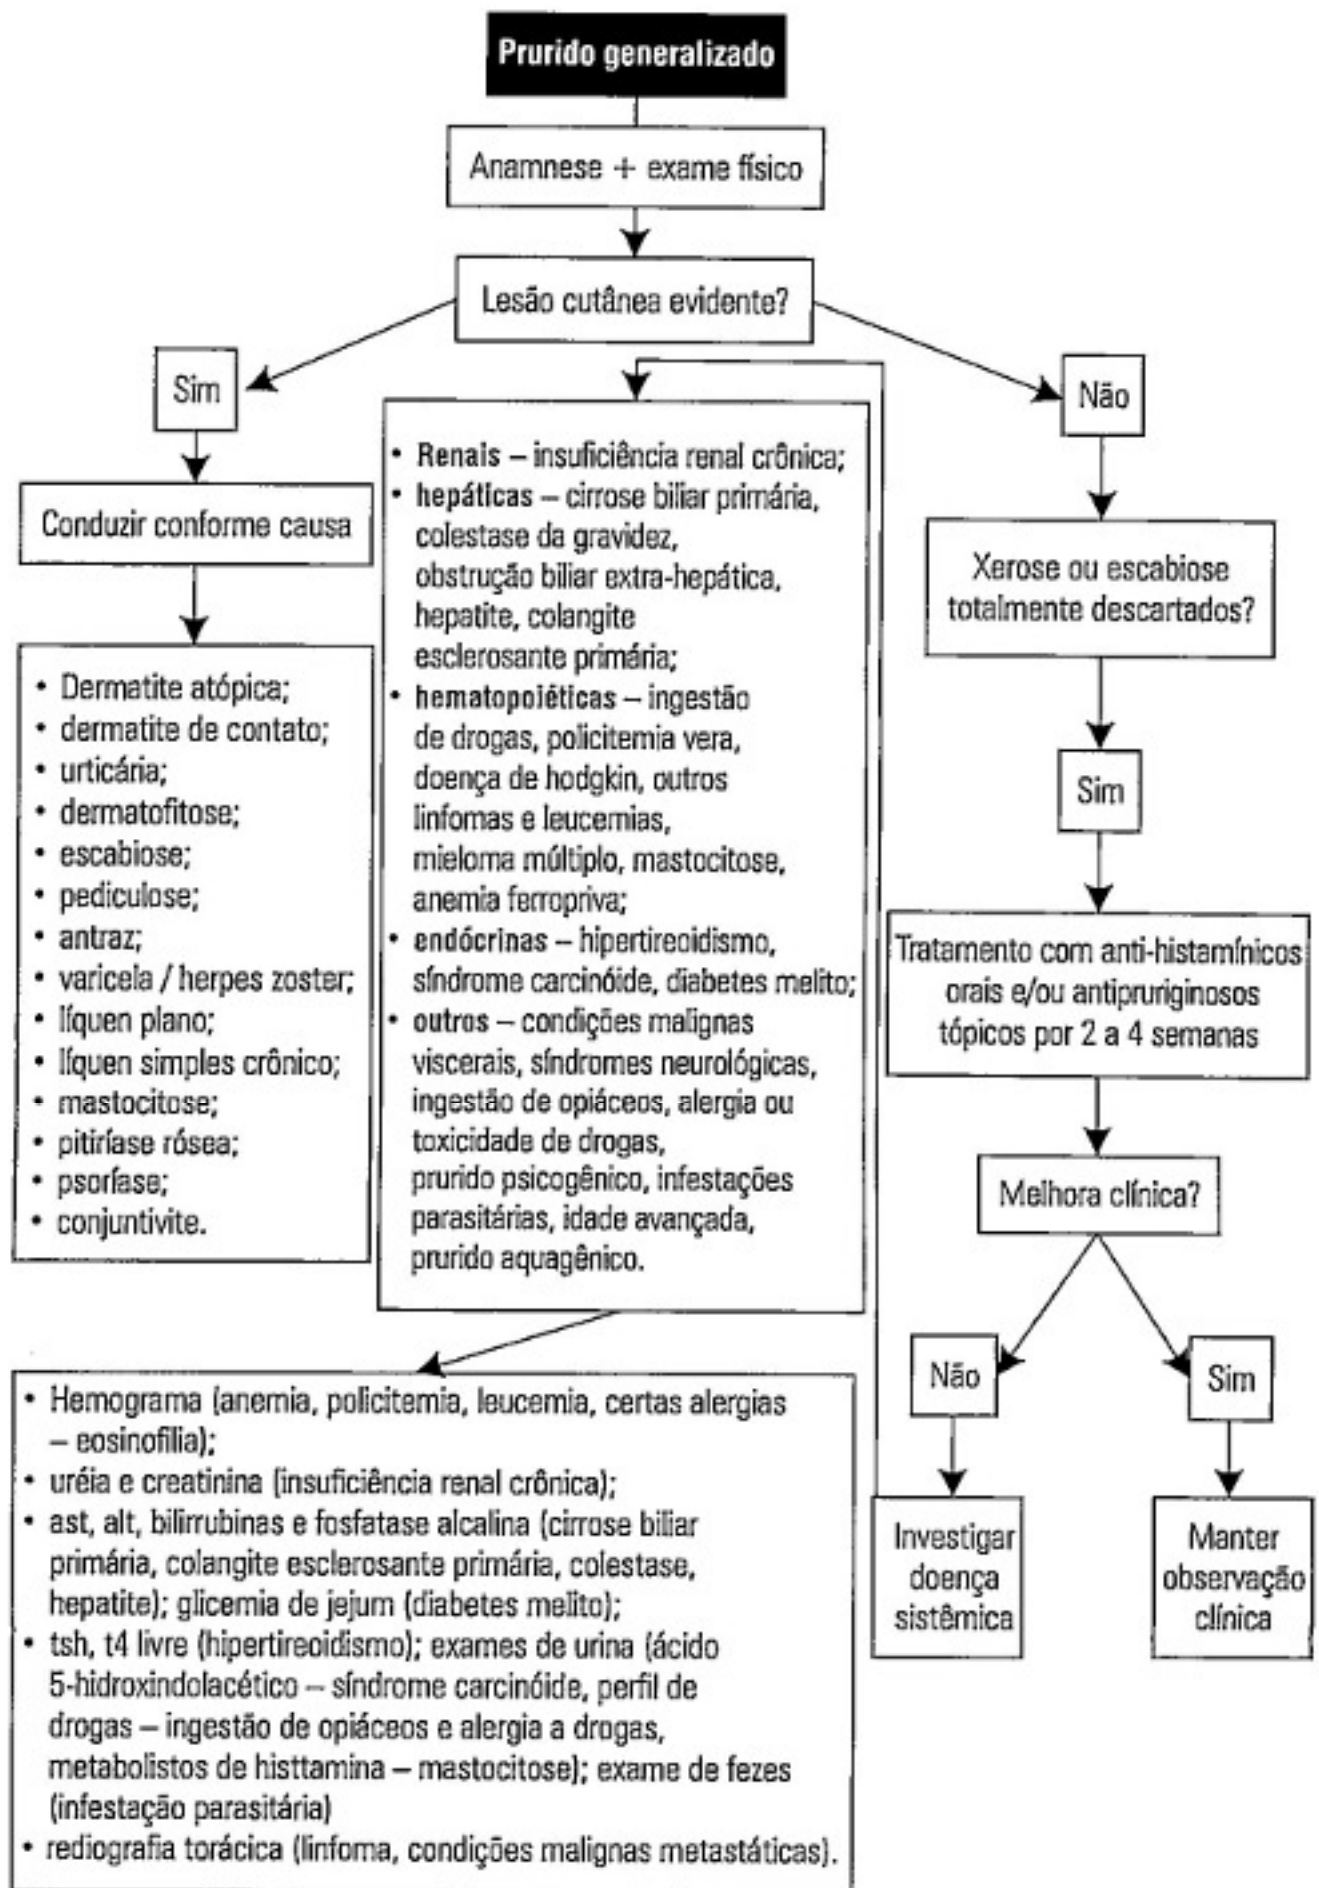 Prurido generalizado
Anamnese + exame físico
Lesão cutânea evidente?
Sim
Não
Conduzir conforme causa
• Dermatite atópica;
• dermatite de contato;
• urticária;
• dermatofitose;
• escabiose;
• pediculose;
• antraz;
• varicela / herpes zoster;
• líquen plano;
• líquen simples crônico;
• mastocitose;
• pitiríase rósea;
• psoríase;
• conjuntivite.
• Renais – insuficiência renal crônica;
• hepáticas – cirrose biliar primária,
colestase da gravidez,
obstrução biliar extra-hepática,
hepatite, colangite
esclerosante primária;
• hematopoiéticas – ingestão
de drogas, policitemia vera,
doença de hodgkin, outros
linfomas e leucemias,
mieloma múltiplo, mastocitose,
anemia ferropriva;
• endócrinas – hipertireoidismo,
síndrome carcinóide, diabetes melito;
• outros – condições malignas
viscerais, síndromes neurológicas,
ingestão de opiáceos, alergia ou
toxicidade de drogas,
prurido psicogênico, infestações
parasitárias, idade avançada,
prurido aquagênico.
• Hemograma (anemia, policitemia, leucemia, certas alergias
– eosinofilia);
• uréia e creatinina (insuficiência renal crônica);
• ast, alt, bilirrubinas e fosfatase alcalina (cirrose biliar
primária, colangite esclerosante primária, colestase,
hepatite); glicemia de jejum (diabetes melito);
• tsh, t4 livre (hipertireoidismo); exames de urina (ácido
5-hidroxindolacético – síndrome carcinóide, perfil de
drogas – ingestão de opiáceos e alergia a drogas,
metabolistos de histtamina – mastocitose); exame de fezes
(infestação parasitária)
• rediografia torácica (linfoma, condições malignas metastáticas).
Xerose ou escabiose
totalmente descartados?
Sim
Tratamento com anti-histamínicos
orais e/ou antipruriginosos
tópicos por 2 a 4 semanas
Melhora clínica?
Não
Sim
Investigar
doença
sistêmica
Manter
observação
clínica